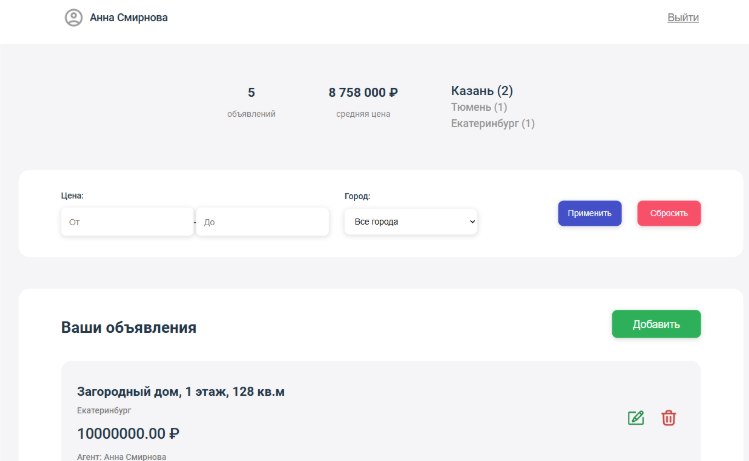 Анна Смирнова
Выйти
5
объявлений
8 758 000 ₽
средняя цена
Казань (2)
Тюмень (1)
Екатеринбург (1)
Цена:
От
-
До
Город:
Все города
Применить
Сбросить
Ваши объявления
Добавить
Загородный дом, 1 этаж, 128 кв.м
Екатеринбург
10000000.00 ₽
Агент: Анна Смирнова